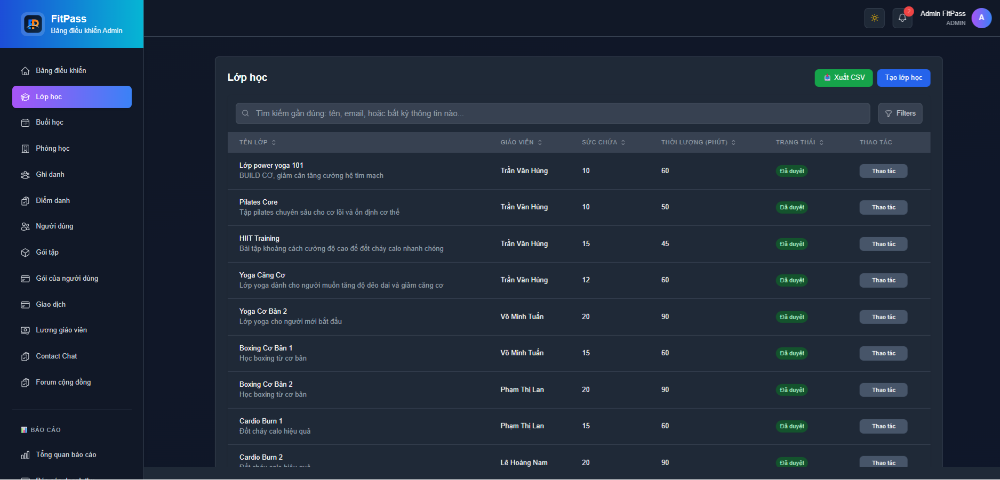 FitPass
Bảng điều khiển Admin
2
Admin FitPass
ADMIN
A
Bảng điều khiển
Lớp học
Buổi học
Phòng học
Ghi danh
Điểm danh
Người dùng
Gói tập
Gói của người dùng
Giao dịch
Lương giáo viên
Contact Chat
Forum cộng đồng
BÁO CÁO
Tổng quan báo cáo
Lớp học
Xuất CSV
Tạo lớp học
Tìm kiếm gần đúng: tên, email, hoặc bất kỳ thông tin nào...
Filters
TÊN LỚP GIÁO VIÊN SỨC CHỨA THỜI LƯỢNG (PHÚT) TRẠNG THÁI THAO TÁC
Lớp power yoga 101
BUILD CƠ, giảm cân tăng cường hệ tim mạch
Trần Văn Hùng 10 60 Đã duyệt Thao tác
Pilates Core
Tập pilates chuyên sâu cho cơ lõi và ổn định cơ thể
Trần Văn Hùng 10 50 Đã duyệt Thao tác
HIIT Training
Bài tập khoảng cách cường độ cao để đốt cháy calo nhanh chóng
Trần Văn Hùng 15 45 Đã duyệt Thao tác
Yoga Căng Cơ
Lớp yoga dành cho người muốn tăng độ dẻo dai và giảm căng cơ
Trần Văn Hùng 12 60 Đã duyệt Thao tác
Yoga Cơ Bản 2
Lớp yoga cho người mới bắt đầu
Võ Minh Tuấn 20 90 Đã duyệt Thao tác
Boxing Cơ Bản 1
Học boxing từ cơ bản
Võ Minh Tuấn 15 60 Đã duyệt Thao tác
Boxing Cơ Bản 2
Học boxing từ cơ bản
Phạm Thị Lan 20 90 Đã duyệt Thao tác
Cardio Burn 1
Đốt cháy calo hiệu quả
Phạm Thị Lan 15 60 Đã duyệt Thao tác
Cardio Burn 2
Đốt cháy calo hiệu quả
Lê Hoàng Nam 20 90 Đã duyệt Thao tác